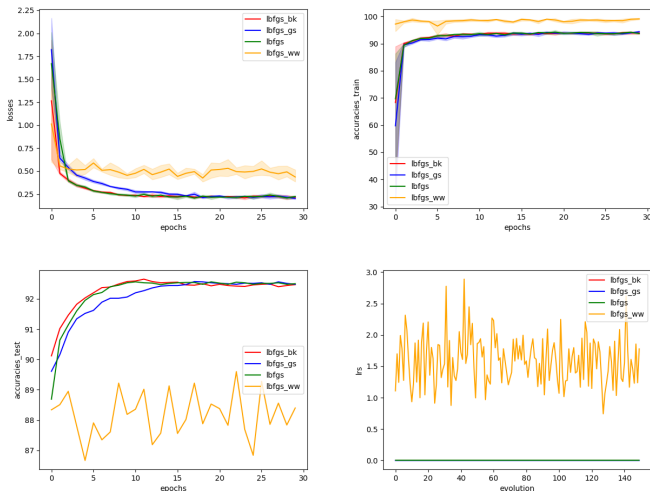 2.25
2.00
1.75
1.50
1.25
1.00
0.75
0.50
0.25
losses
0 5 10 15 20 25 30
epochs
lbfgs_bk
lbfgs_gs
lbfgs
lbfgs_ww
100
90
80
70
60
50
40
30
accuracies_train
0 5 10 15 20 25 30
epochs
lbfgs_bk
lbfgs_gs
lbfgs
lbfgs_ww
92
91
90
89
88
87
accuracies_test
0 5 10 15 20 25 30
epochs
lbfgs_bk
lbfgs_gs
lbfgs
lbfgs_ww
3.0
2.5
2.0
1.5
1.0
0.5
0.0
lrs
0 20 40 60 80 100 120 140
evolution
lbfgs_bk
lbfgs_gs
lbfgs
lbfgs_ww